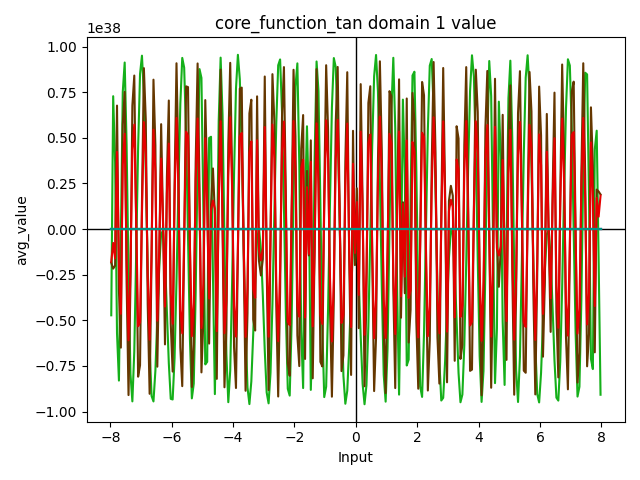 core_function_tan domain 1 value
1e38
1.00
0.75
0.50
0.25
0.00
−0.25
−0.50
−0.75
−1.00
avg_value
−8 −6 −4 −2 0 2 4 6 8
Input